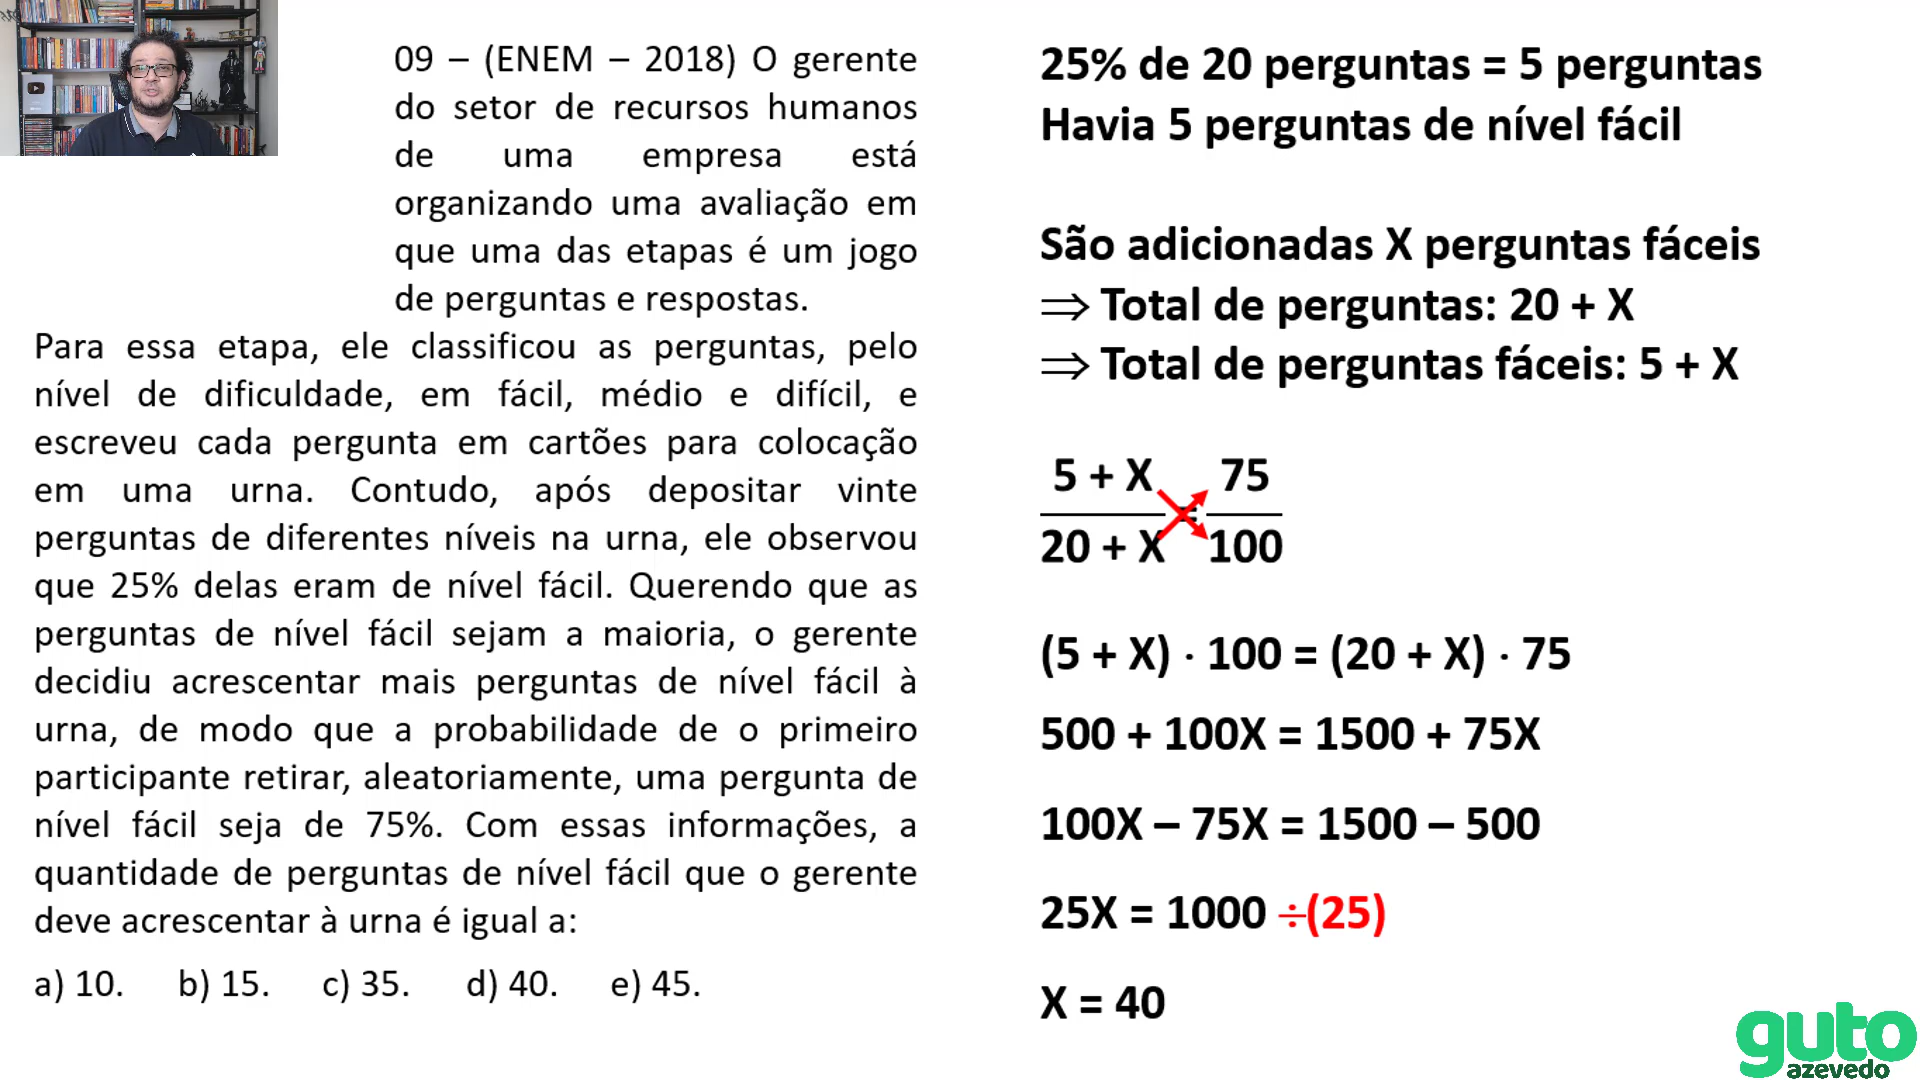 09 – (ENEM – 2018) O gerente
do setor de recursos humanos
de uma empresa está
organizando uma avaliação em
que uma das etapas é um jogo
de perguntas e respostas.
Para essa etapa, ele classificou as perguntas, pelo
nível de dificuldade, em fácil, médio e difícil, e
escreveu cada pergunta em cartões para colocação
em uma urna. Contudo, após depositar vinte
perguntas de diferentes níveis na urna, ele observou
que 25% delas eram de nível fácil. Querendo que as
perguntas de nível fácil sejam a maioria, o gerente
decidiu acrescentar mais perguntas de nível fácil à
urna, de modo que a probabilidade de o primeiro
participante retirar, aleatoriamente, uma pergunta de
nível fácil seja de 75%. Com essas informações, a
quantidade de perguntas de nível fácil que o gerente
deve acrescentar à urna é igual a:
a) 10. b) 15. c) 35. d) 40. e) 45.
25% de 20 perguntas = 5 perguntas
Havia 5 perguntas de nível fácil
São adicionadas X perguntas fáceis
⇒ Total de perguntas: 20 + X
⇒ Total de perguntas fáceis: 5 + X
5 + X 75
=
20 + X 100
(5 + X) · 100 = (20 + X) · 75
500 + 100X = 1500 + 75X
100X – 75X = 1500 – 500
25X = 1000 ÷(25)
X = 40
guto
azevedo